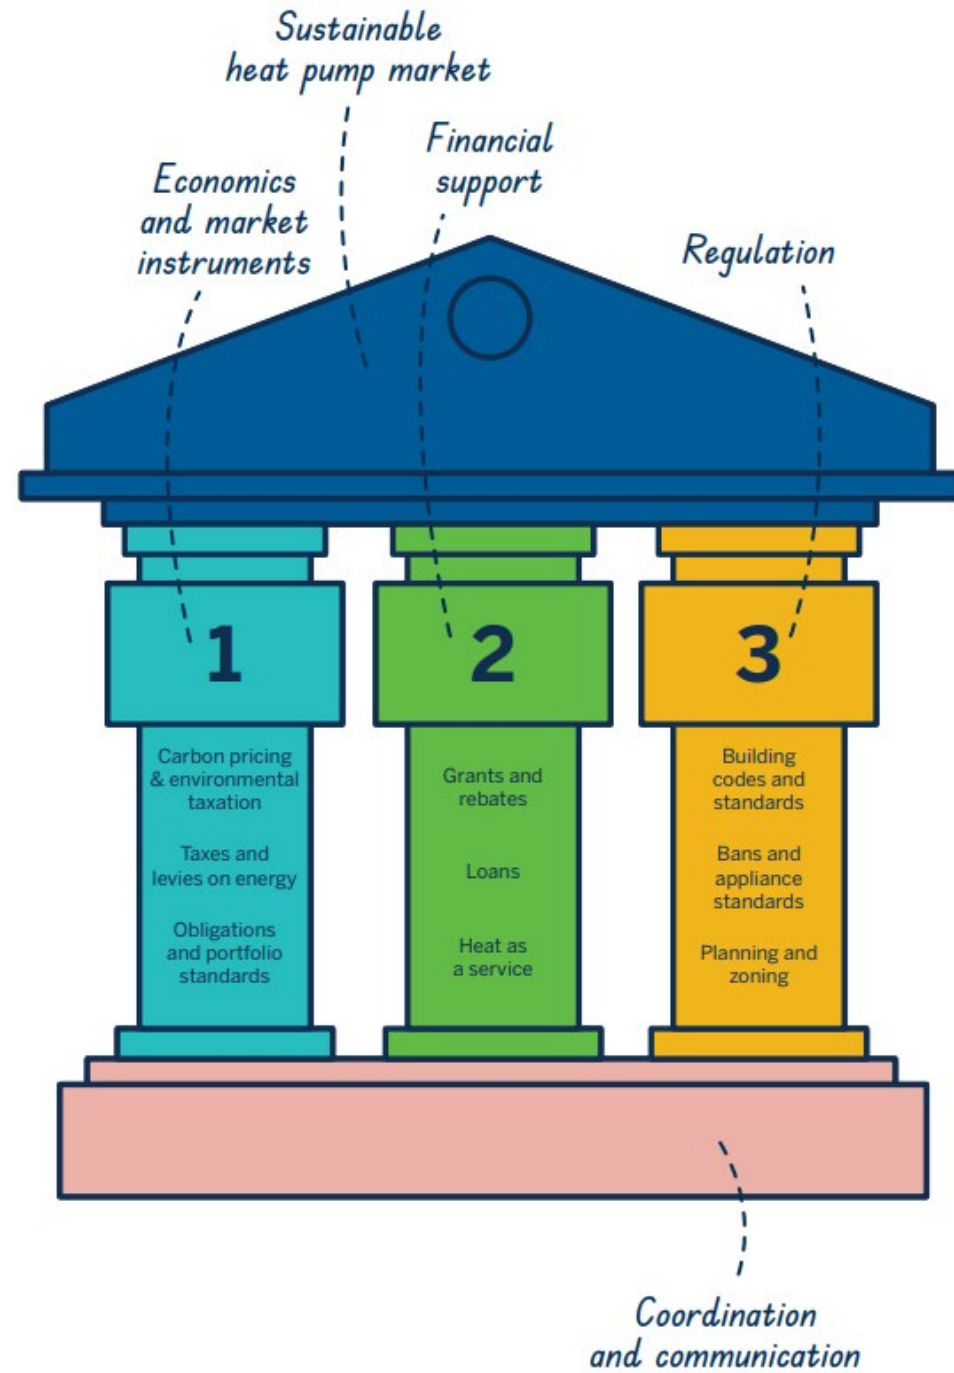 Sustainable
heat pump market
Financial
support
Economics
and market
instruments
Regulation
1
2
3
Carbon pricing
& environmental
taxation
Taxes and
levies on energy
Obligations
and portfolio
standards
Grants and
rebates
Loans
Heat as
a service
Building
codes and
standards
Bans and
appliance
standards
Planning and
zoning
Coordination
and communication